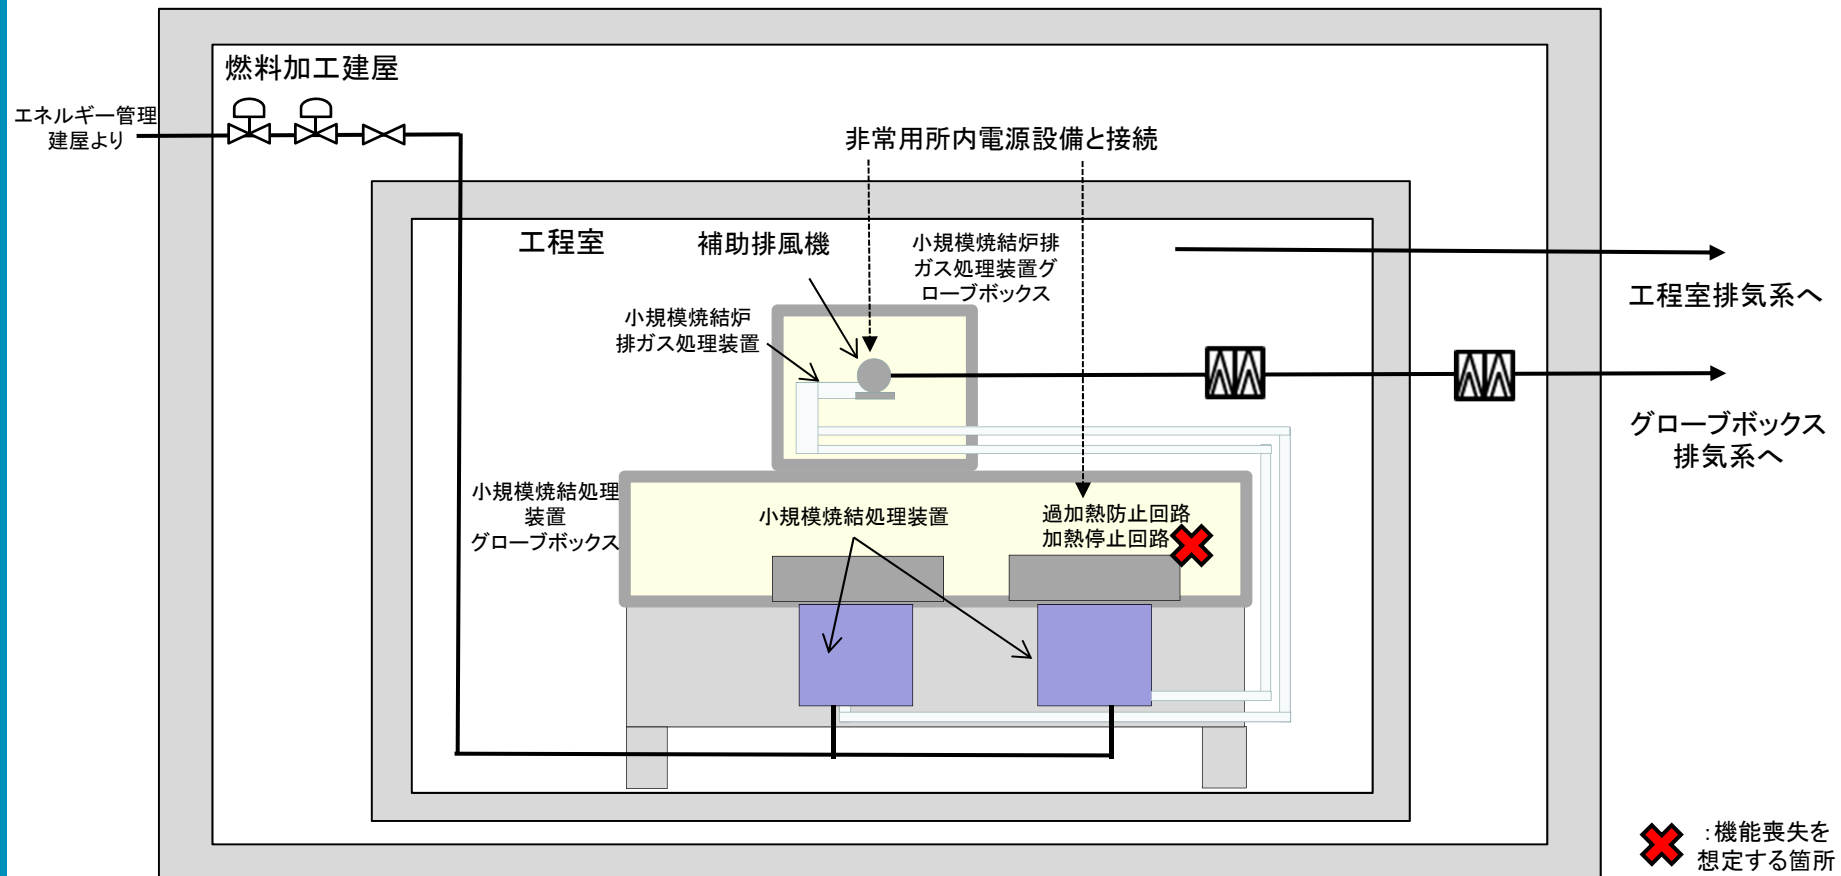 燃料加工建屋
エネルギー管理
建屋より
非常用所内電源設備と接続
工程室
補助排風機
小規模焼結炉排
ガス処理装置グ
ローブボックス
小規模焼結炉
排ガス処理装置
工程室排気系へ
グローブボックス
排気系へ
小規模焼結処理
装置
グローブボックス
小規模焼結処理装置
過加熱防止回路
加熱停止回路
:機能喪失を
想定する箇所